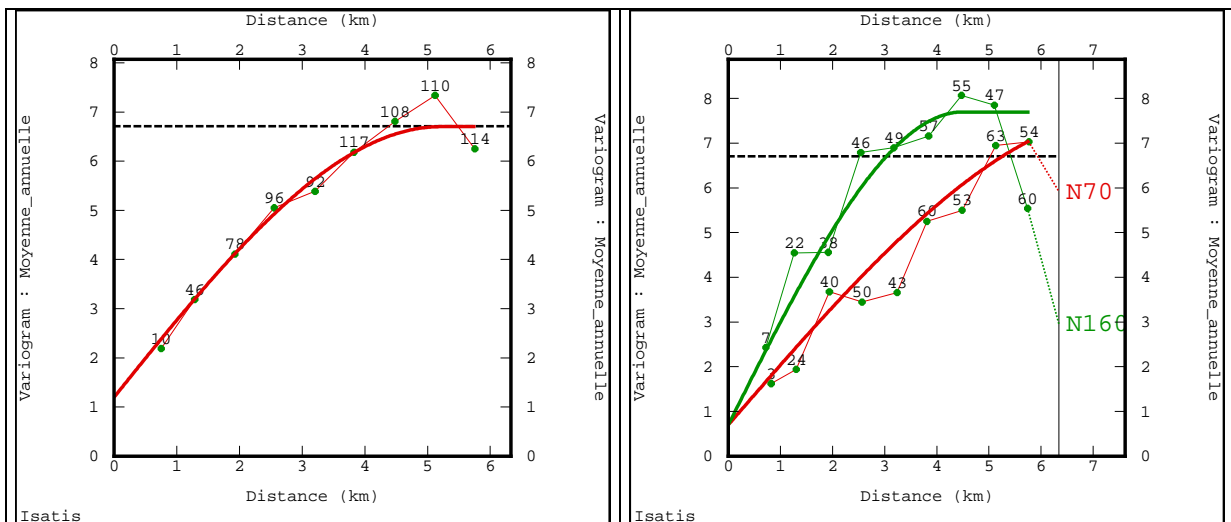 Distance (km)
0 1 2 3 4 5 6
8 8
7 7
6 6
5 5
4 4
3 3
2 2
1 1
0 0
Variogram : Moyenne_annuelle
Variogram : Moyenne_annuelle
10
46
78
96
92
117
108
110
114
0 1 2 3 4 5 6
Distance (km)
Isatis
Distance (km)
0 1 2 3 4 5 6 7
8 8
7 7
6 6
5 5
4 4
3 3
2 2
1 1
0 0
Variogram : Moyenne_annuelle
Variogram : Moyenne_annuelle
7
22
38
46
49
57
55
47
60
3
24
40
50
43
60
53
63
54
N70
N160
0 1 2 3 4 5 6 7
Distance (km)
Isatis